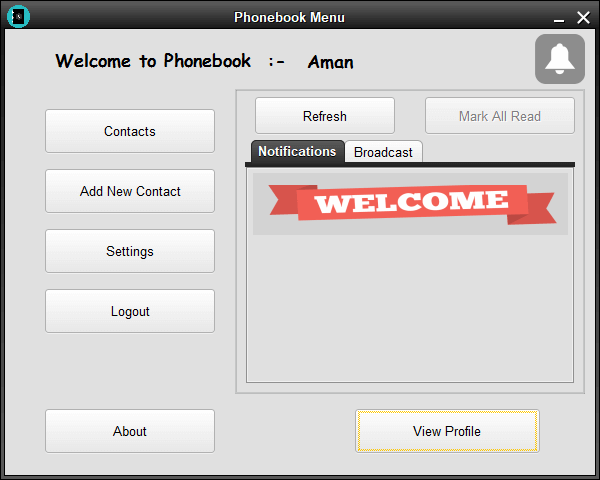 Phonebook Menu
Welcome to Phonebook :- Aman
Contacts
Add New Contact
Settings
Logout
About
Refresh
Mark All Read
Notifications
Broadcast
WELCOME
View Profile